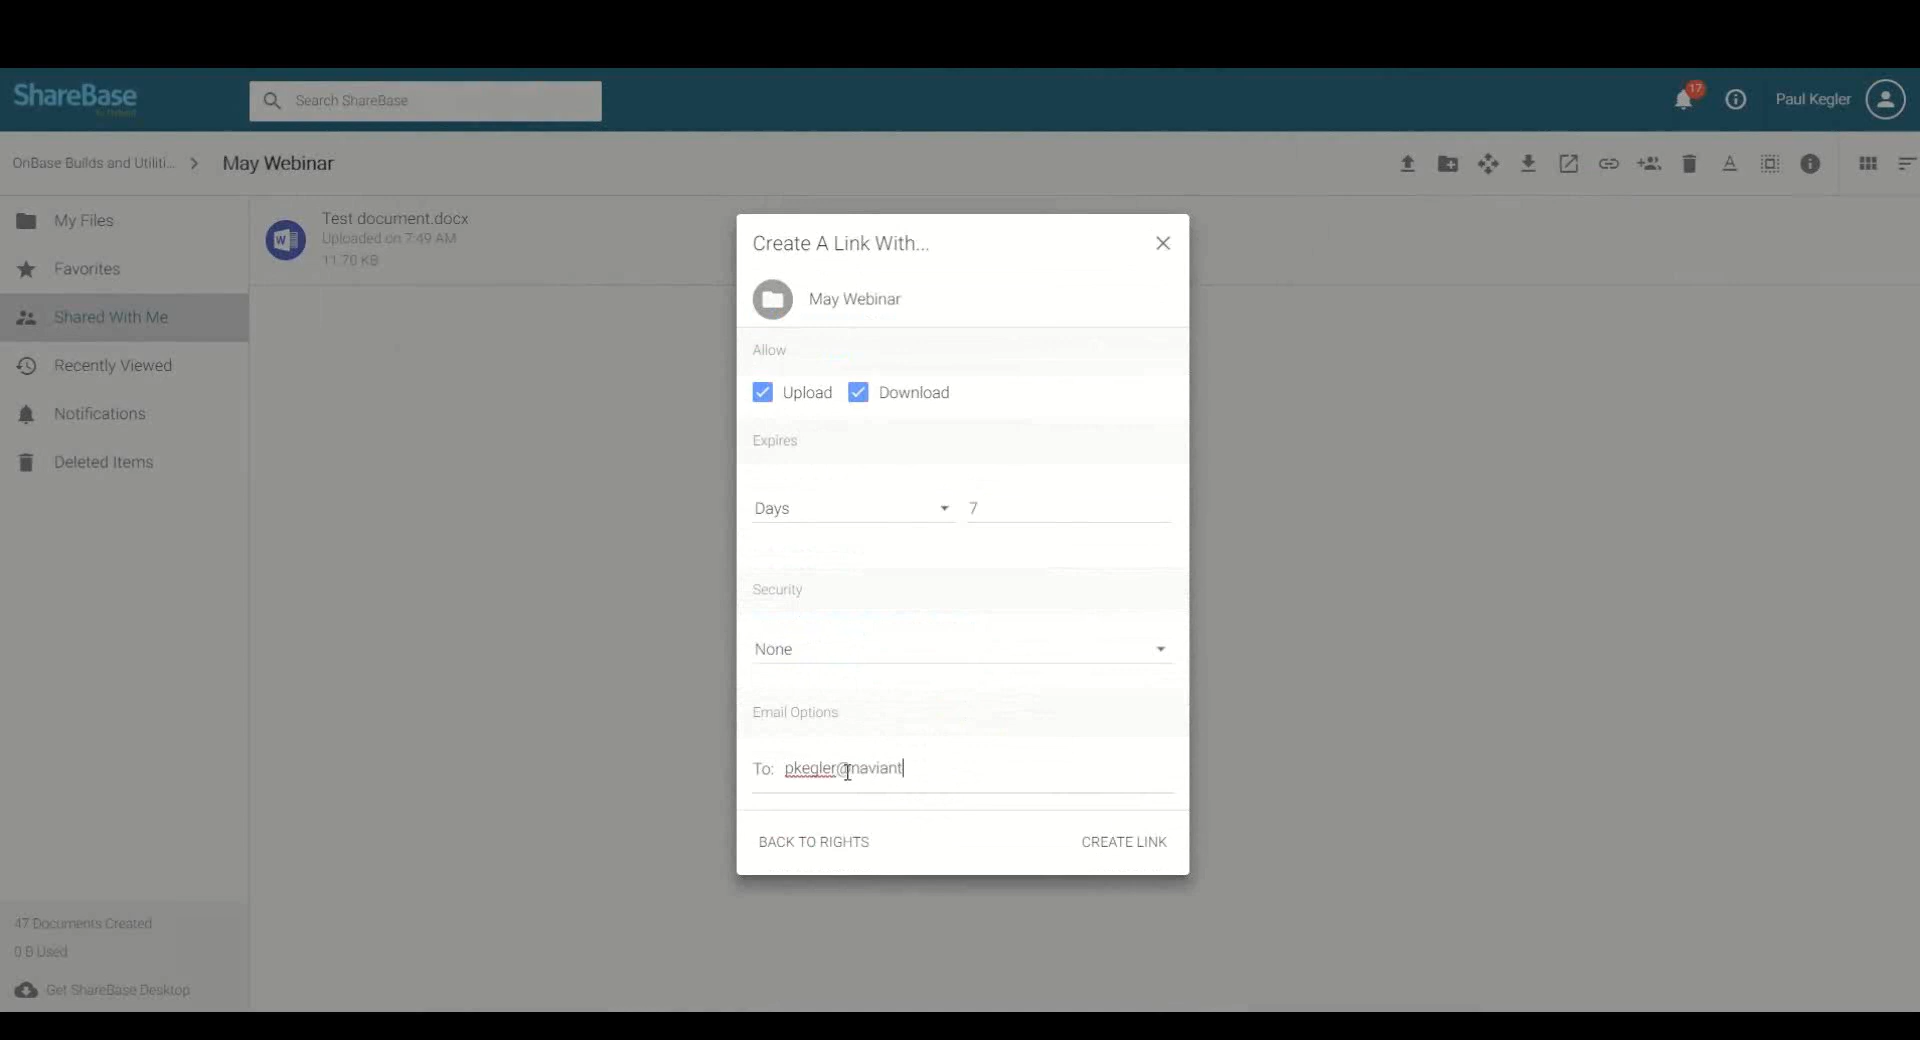 ShareBase
Search ShareBase
17
Paul Kegler
OnBase Builds and Utiliti...
May Webinar
My Files
Favorites
Shared With Me
Recently Viewed
Notifications
Deleted Items
Test document.docx
Uploaded on 7:49 AM
11.70 KB
W
Create A Link With...
May Webinar
Allow
Upload
Download
Expires
Days
7
Security
None
Email Options
To: pkegler@naviant
BACK TO RIGHTS
CREATE LINK
47 Documents Created
0 B Used
Get ShareBase Desktop